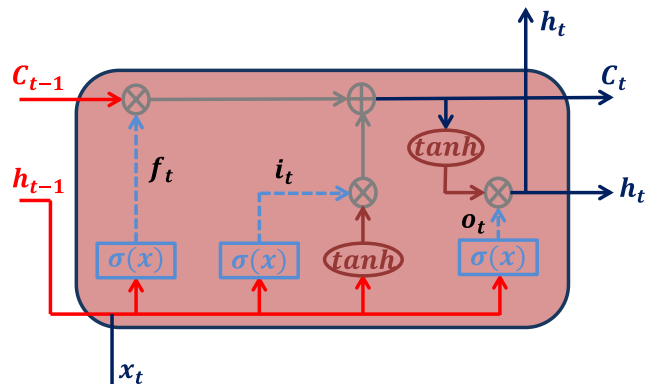 h_t
C_{t-1}
C_t
tanh
f_t
i_t
h_{t-1}
h_t
o_t
σ(x)
σ(x)
tanh
σ(x)
x_t